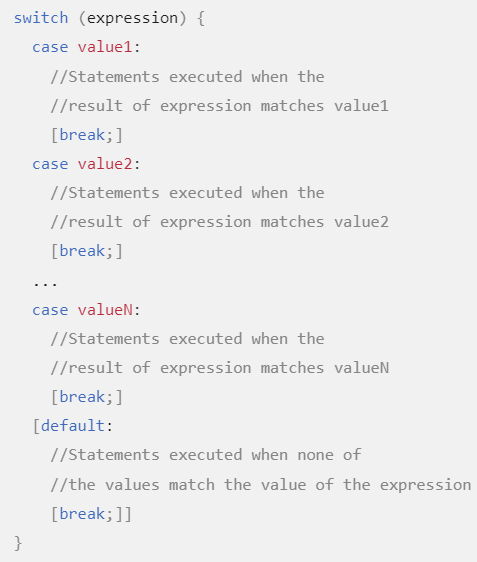 switch (expression) {
case value1:
//Statements executed when the
//result of expression matches value1
[break;]
case value2:
//Statements executed when the
//result of expression matches value2
[break;]
...
case valueN:
//Statements executed when the
//result of expression matches valueN
[break;]
[default:
//Statements executed when none of
//the values match the value of the expression
[break;]]
}